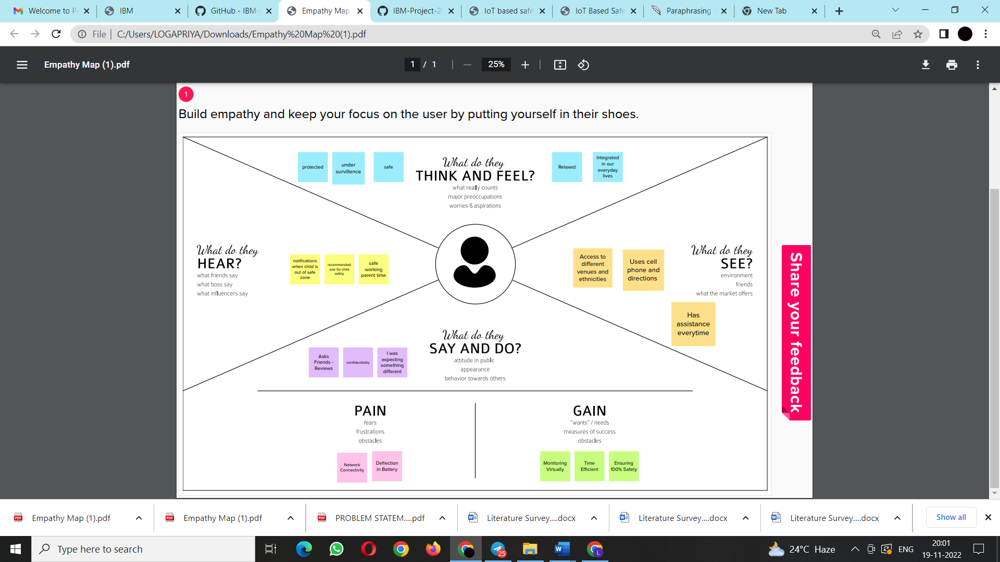 Welcome to P
IBM
GitHub - IBM-
Empathy Map
IBM-Project-2
IoT based safe
IoT Based Safe
Paraphrasing
New Tab
File
C:/Users/LOGAPRIYA/Downloads/Empathy%20Map%20(1).pdf
Empathy Map (1).pdf
1 / 1
25%
1
Build empathy and keep your focus on the user by putting yourself in their shoes.
protected
under
survillence
safe
What do they
THINK AND FEEL?
what really counts
major preoccupations
worries & aspirations
Relaxed
Integrated
in our
everyday
lives
What do they
HEAR?
what friends say
what boss say
what influencers say
notifications
when child is
out of safe
zone
recommended
one for child
safety
safe
working
parent time
Access to
different
venues and
ethnicities
Uses cell
phone and
directions
What do they
SEE?
environment
friends
what the market offers
Has
assistance
everytime
What do they
SAY AND DO?
attitude in public
appearance
behavior towards others
Asks
Friends -
Reviews
confidentiality
I was
expecting
something
different
PAIN
fears
frustrations
obstacles
Network
Connectivity
Deflection
in Battery
GAIN
"wants" / needs
measures of success
obstacles
Monitoring
Virtually
Time
Efficient
Ensuring
100% Safety
Share your feedback
PDF
Empathy Map (1).pdf
PDF
Empathy Map (1).pdf
PDF
PROBLEM STATEM....pdf
Literature Survey....docx
Literature Survey....docx
Literature Survey....docx
Show all
Type here to search
25
L
24°C Haze
ENG
20:01
19-11-2022